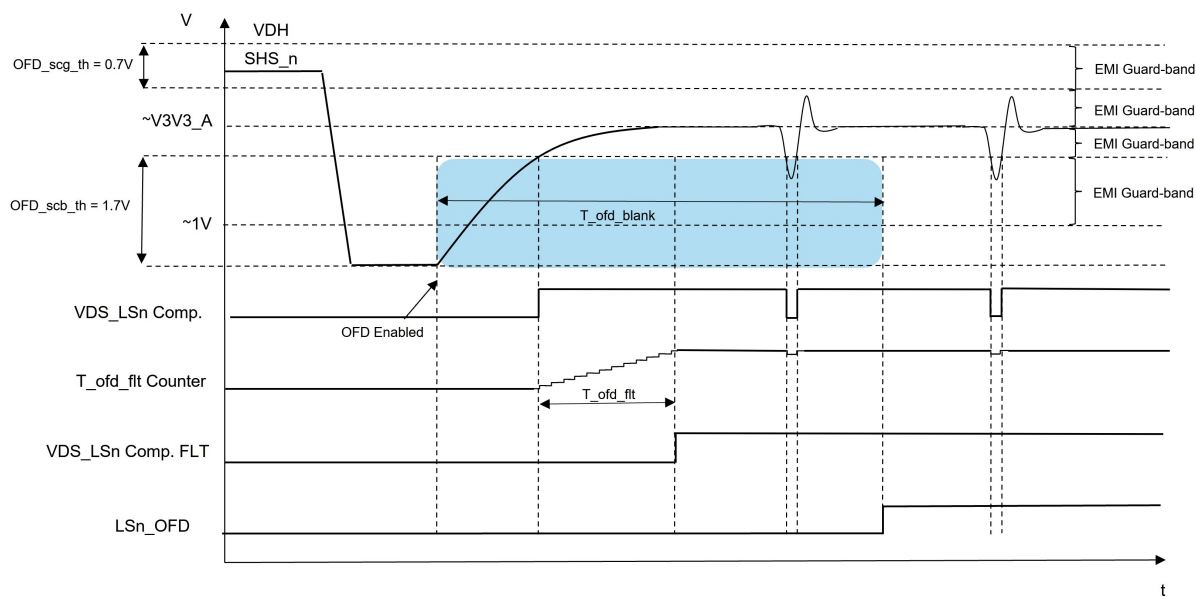 V
VDH
OFD_scg_th = 0.7V
SHS_n
EMI Guard-band
EMI Guard-band
~V3V3_A
EMI Guard-band
EMI Guard-band
OFD_scb_th = 1.7V
T_ofd_blank
~1V
VDS_LSn Comp.
OFD Enabled
T_ofd_flt Counter
T_ofd_flt
VDS_LSn Comp. FLT
LSn_OFD
t